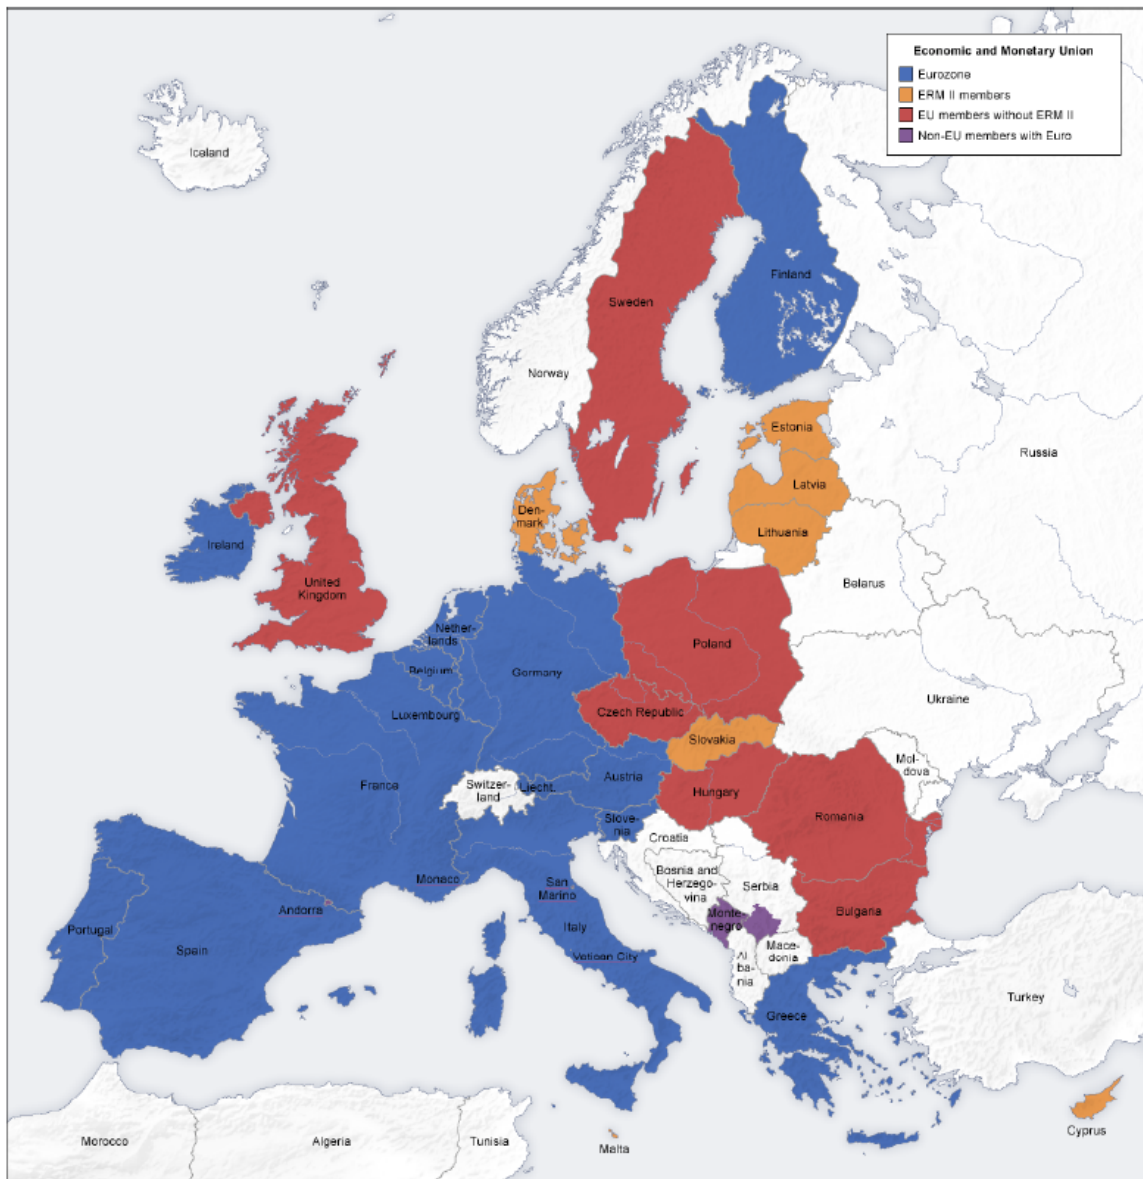 Economic and Monetary Union
Eurozone
ERM II members
EU members without ERM II
Non-EU members with Euro
Iceland
Finland
Sweden
Norway
Estonia
Russia
Latvia
Den-
mark
Lithuania
Ireland
Belarus
United
Kingdom
Nether-
lands
Poland
Belgium
Germany
Ukraine
Luxembourg
Czech Republic
Slovakia
Mol-
dova
France
Switzer-
land
Liecht.
Austria
Hungary
Slove-
nia
Romania
Croatia
Monaco
San
Marino
Bosnia and
Herzego-
vina
Serbia
Andorra
Bulgaria
Portugal
Italy
Monte-
negro
Spain
Vatican City
Mace-
donia
Al
ba-
nia
Turkey
Greece
Cyprus
Morocco
Algeria
Tunisia
Malta